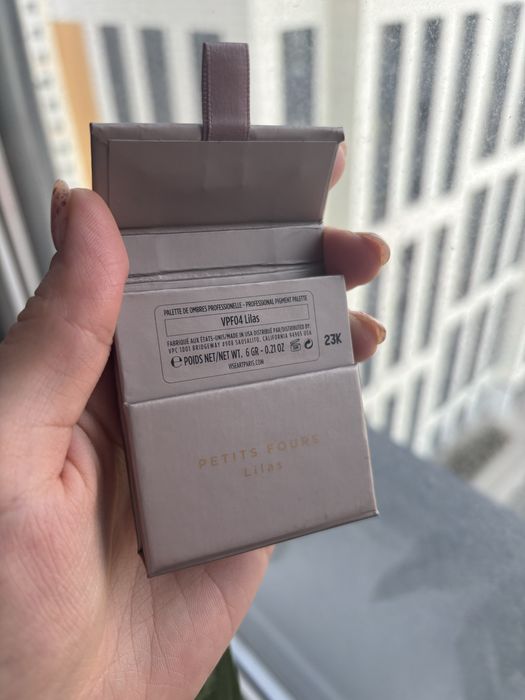 PALETTE DE OMBRES PROFESSIONELLE - PROFESSIONAL PIGMENT PALETTE
VPF04 Lilas
FABRIQUÉ AUX ÉTATS-UNIS/MADE IN USA DISTRIBUÉ PAR/DISTRIBUTED BY.
VPC 1001 BRIDGEWAY #908 SAUSALITO, CALIFORNIA 94965 USA
℮ POIDS NET/NET WT. 6 GR - 0.21 OZ
VISEARTPARIS.COM
23K
PETITS FOURS
Lilas